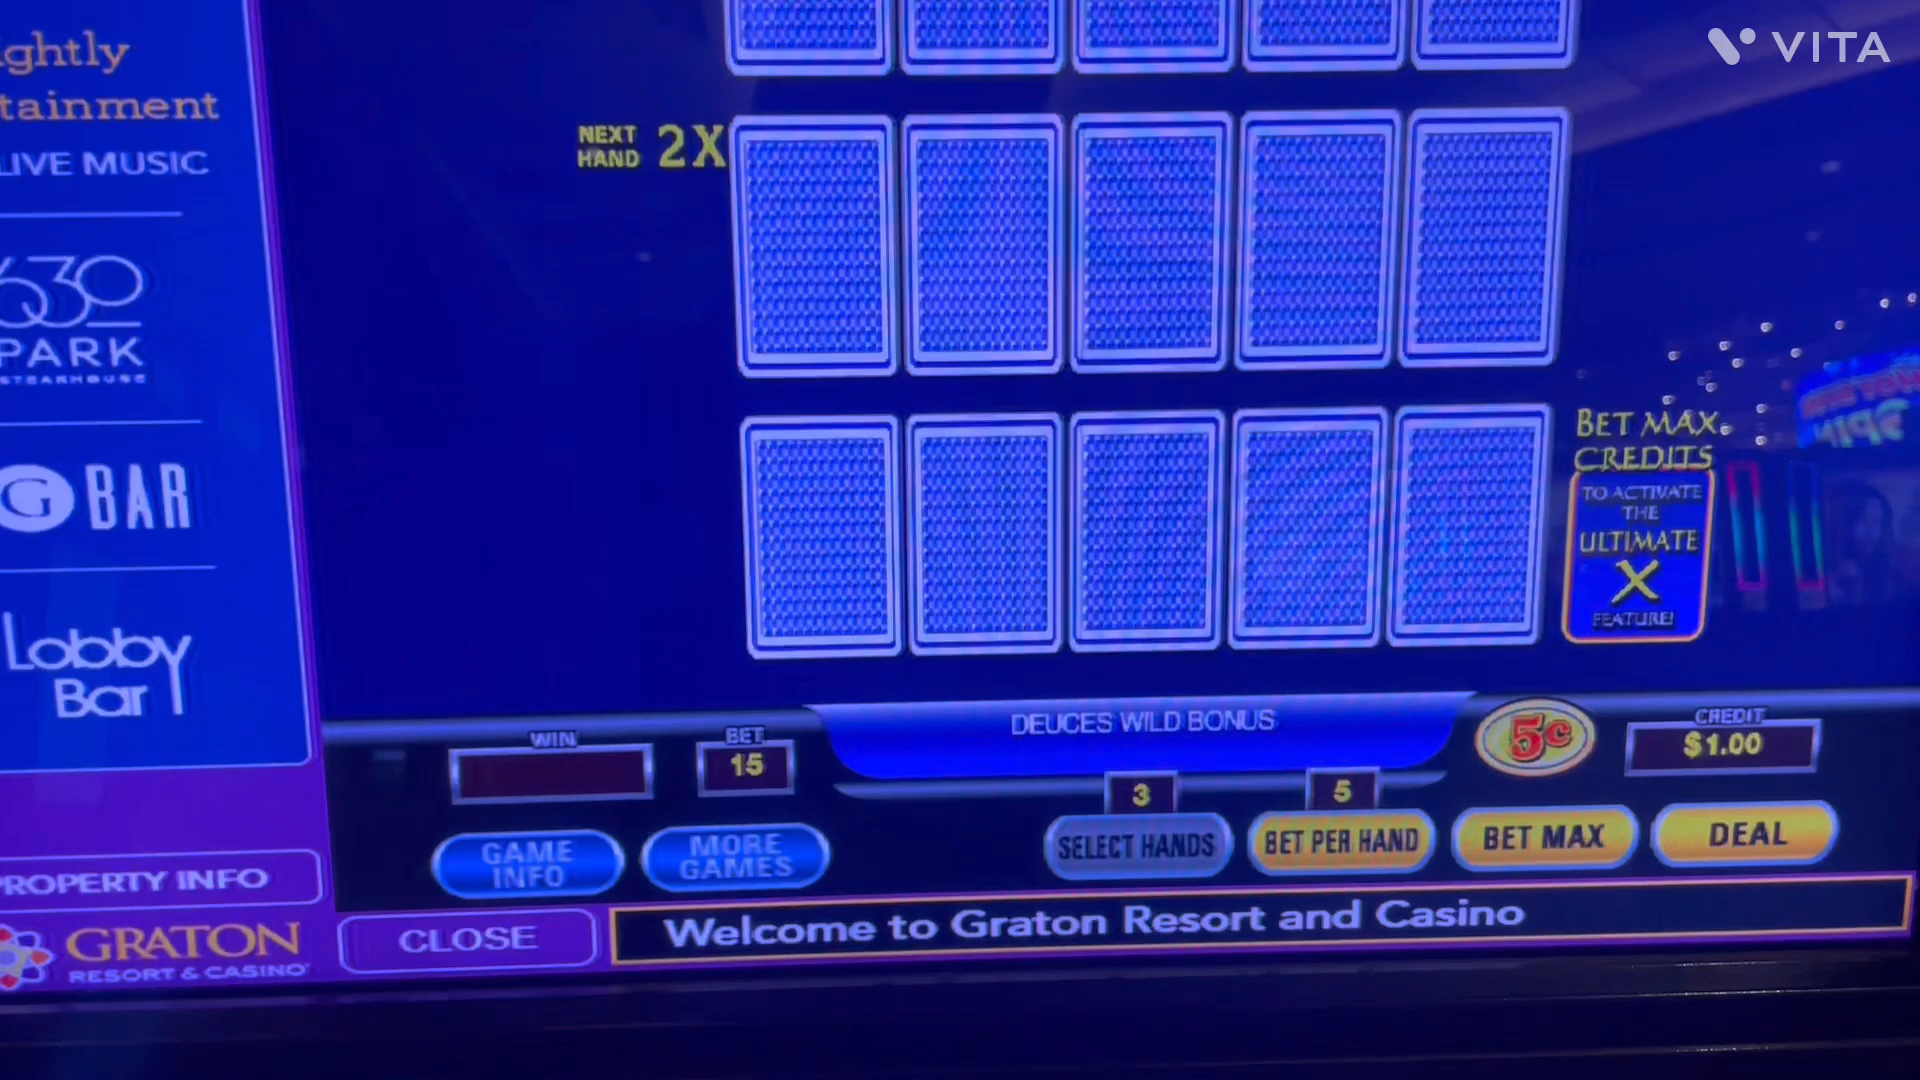 ightly
tainment
LIVE MUSIC
630
PARK
STEAKHOUSE
G BAR
Lobby
Bar
PROPERTY INFO
GRATON
RESORT & CASINO
VITA
NEXT
HAND 2X
BET MAX
CREDITS
TO ACTIVATE
THE
ULTIMATE
X
FEATURE!
DEUCES WILD BONUS
WIN
BET
15
5¢
CREDIT
$1.00
3
5
GAME
INFO
MORE
GAMES
SELECT HANDS
BET PER HAND
BET MAX
DEAL
CLOSE
Welcome to Graton Resort and Casino